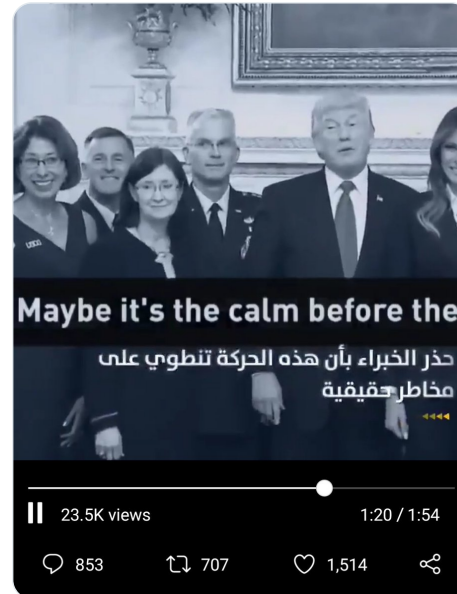 Maybe it's the calm before the
حذر الخبراء بأن هذه الحركة تنطوي على
مخاطر حقيقية
23.5K views
1:20 / 1:54
853
707
1,514